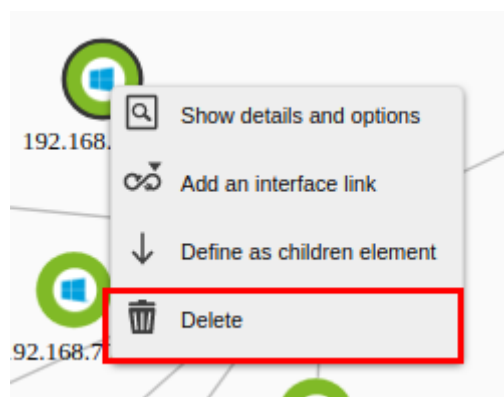 Show details and options
192.168.
Add an interface link
Define as children element
Delete
92.168.7